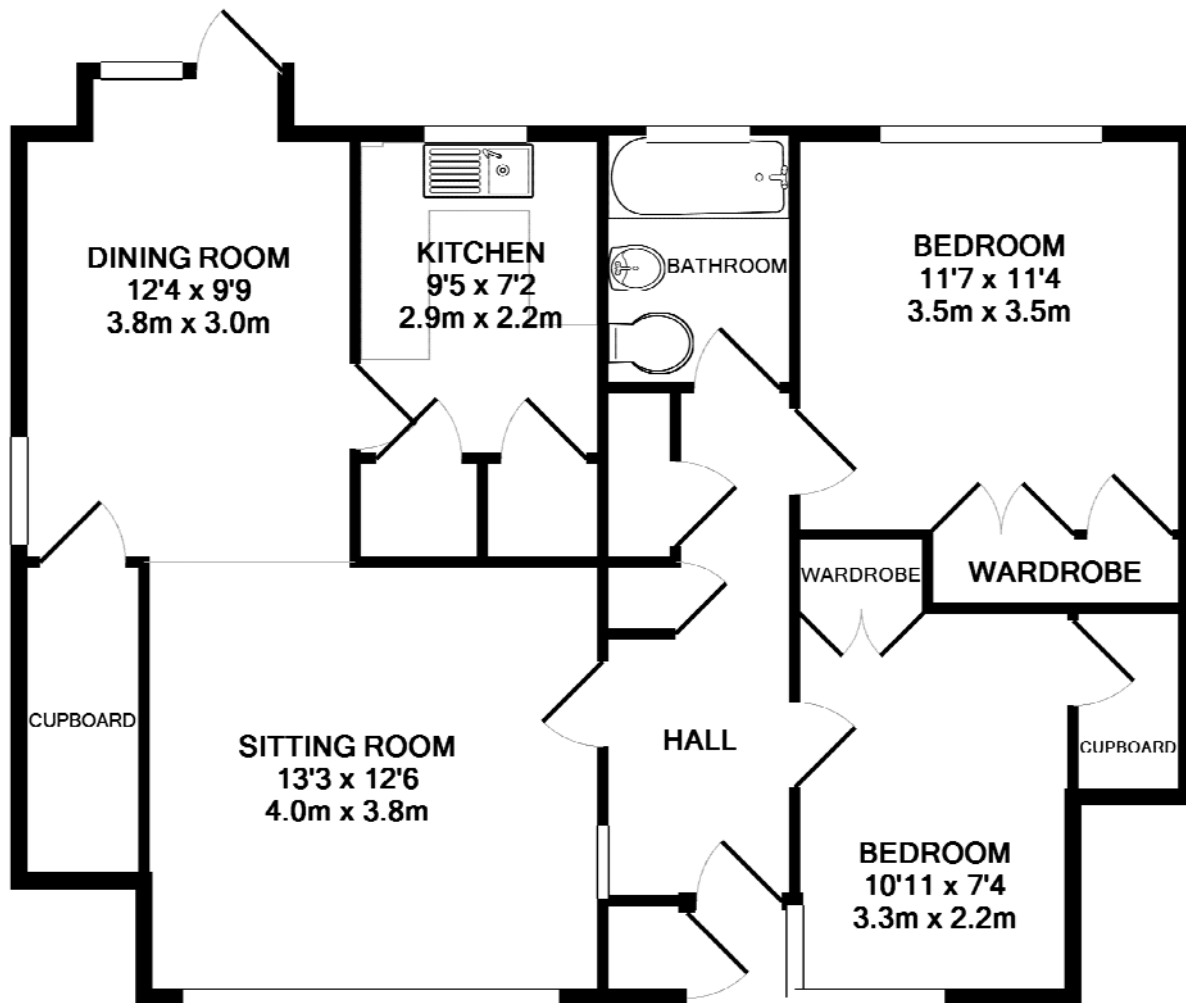 DINING ROOM
12'4 x 9'9
3.8m x 3.0m
KITCHEN
9'5 x 7'2
2.9m x 2.2m
BATHROOM
BEDROOM
11'7 x 11'4
3.5m x 3.5m
WARDROBE
WARDROBE
CUPBOARD
SITTING ROOM
13'3 x 12'6
4.0m x 3.8m
HALL
CUPBOARD
BEDROOM
10'11 x 7'4
3.3m x 2.2m